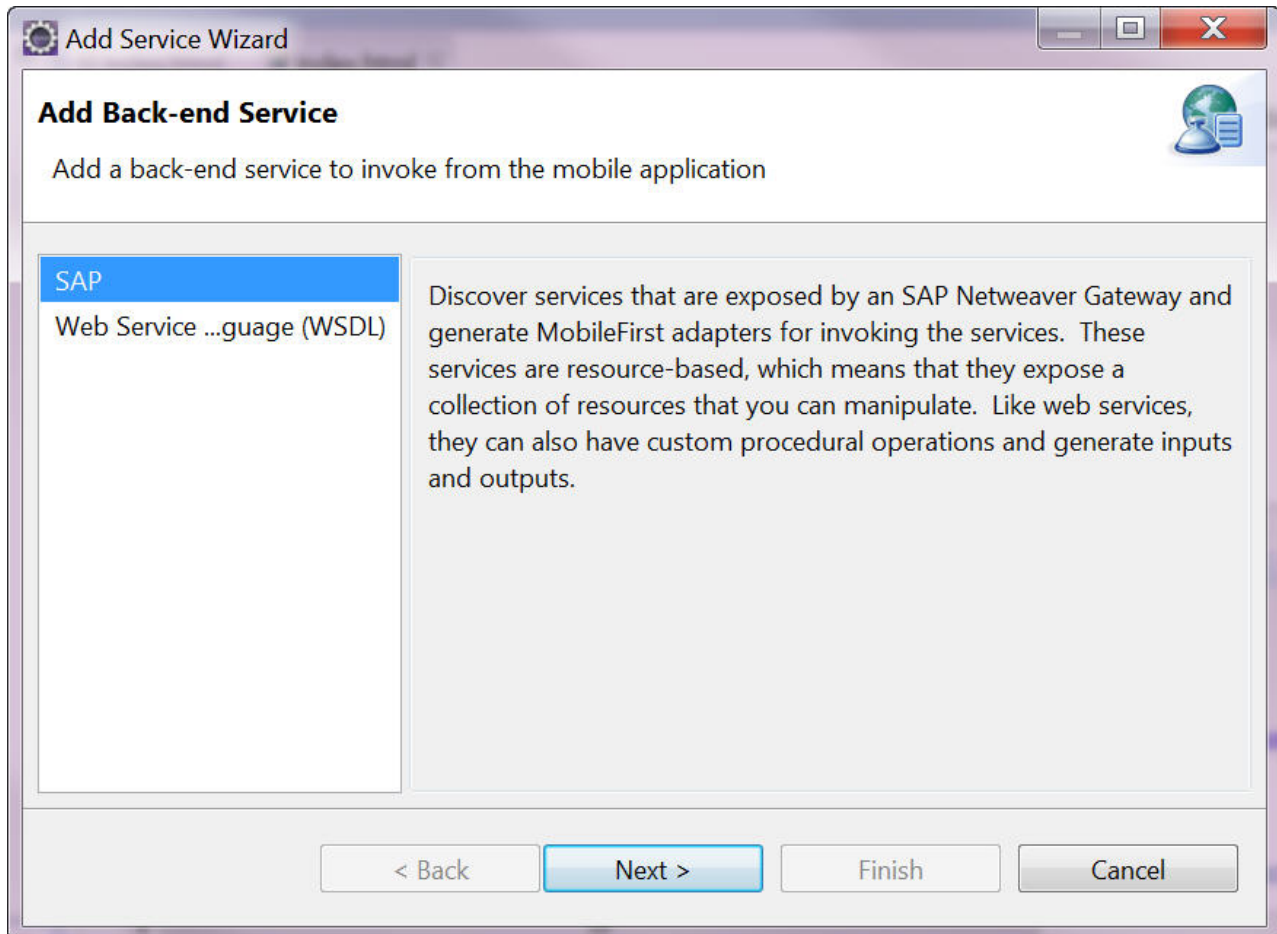 Add Service Wizard
Add Back-end Service
Add a back-end service to invoke from the mobile application
SAP
Web Service ...guage (WSDL)
Discover services that are exposed by an SAP Netweaver Gateway and
generate MobileFirst adapters for invoking the services.  These
services are resource-based, which means that they expose a
collection of resources that you can manipulate.  Like web services,
they can also have custom procedural operations and generate inputs
and outputs.
< Back
Next >
Finish
Cancel